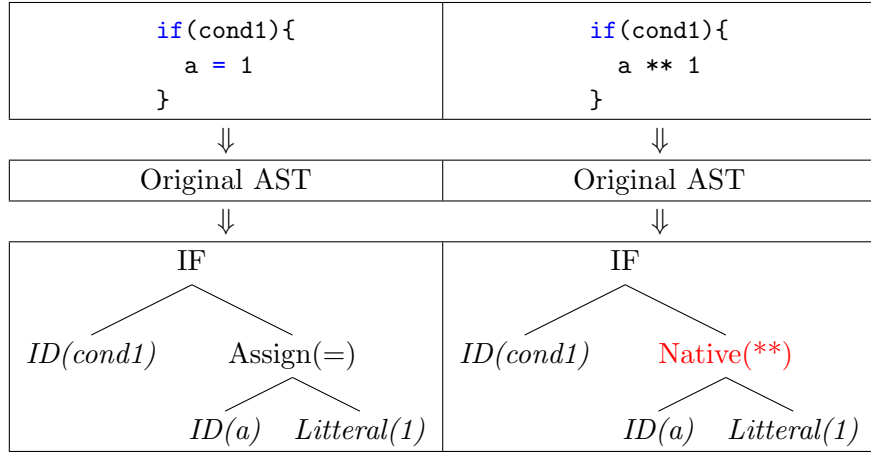 if(cond1){ if(cond1){
a = 1 a ** 1
} }
⇓ ⇓
Original AST Original AST
⇓ ⇓
IF IF
ID(cond1) Assign(=) ID(cond1) Native(**)
ID(a) Litteral(1) ID(a) Litteral(1)